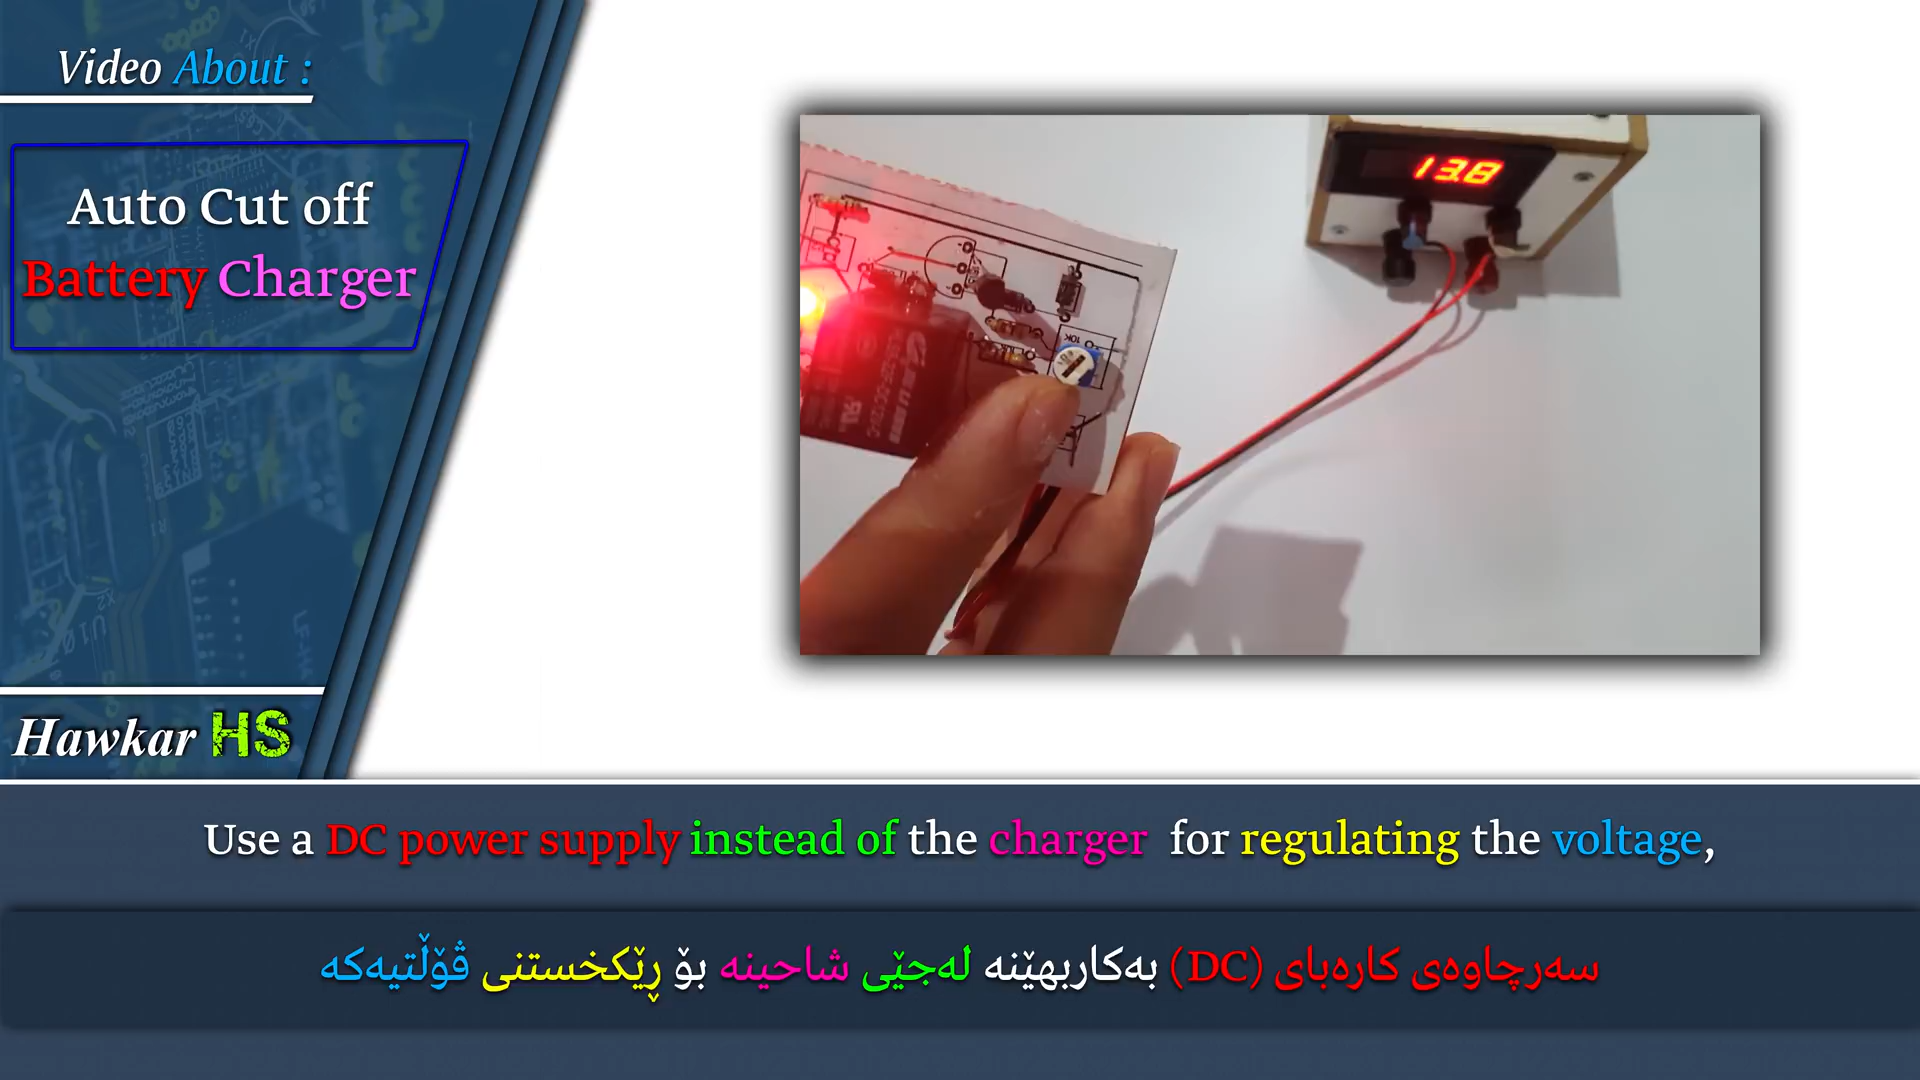 Video About :
Auto Cut off
Battery Charger
13.8
10K
Hawkar HS
Use a DC power supply instead of the charger for regulating the voltage,
سەرچاوەی کارەبای (DC) بەکاربهێنە لەجێی شاحینە بۆ ڕێکخستنی ڤۆڵتیەکە